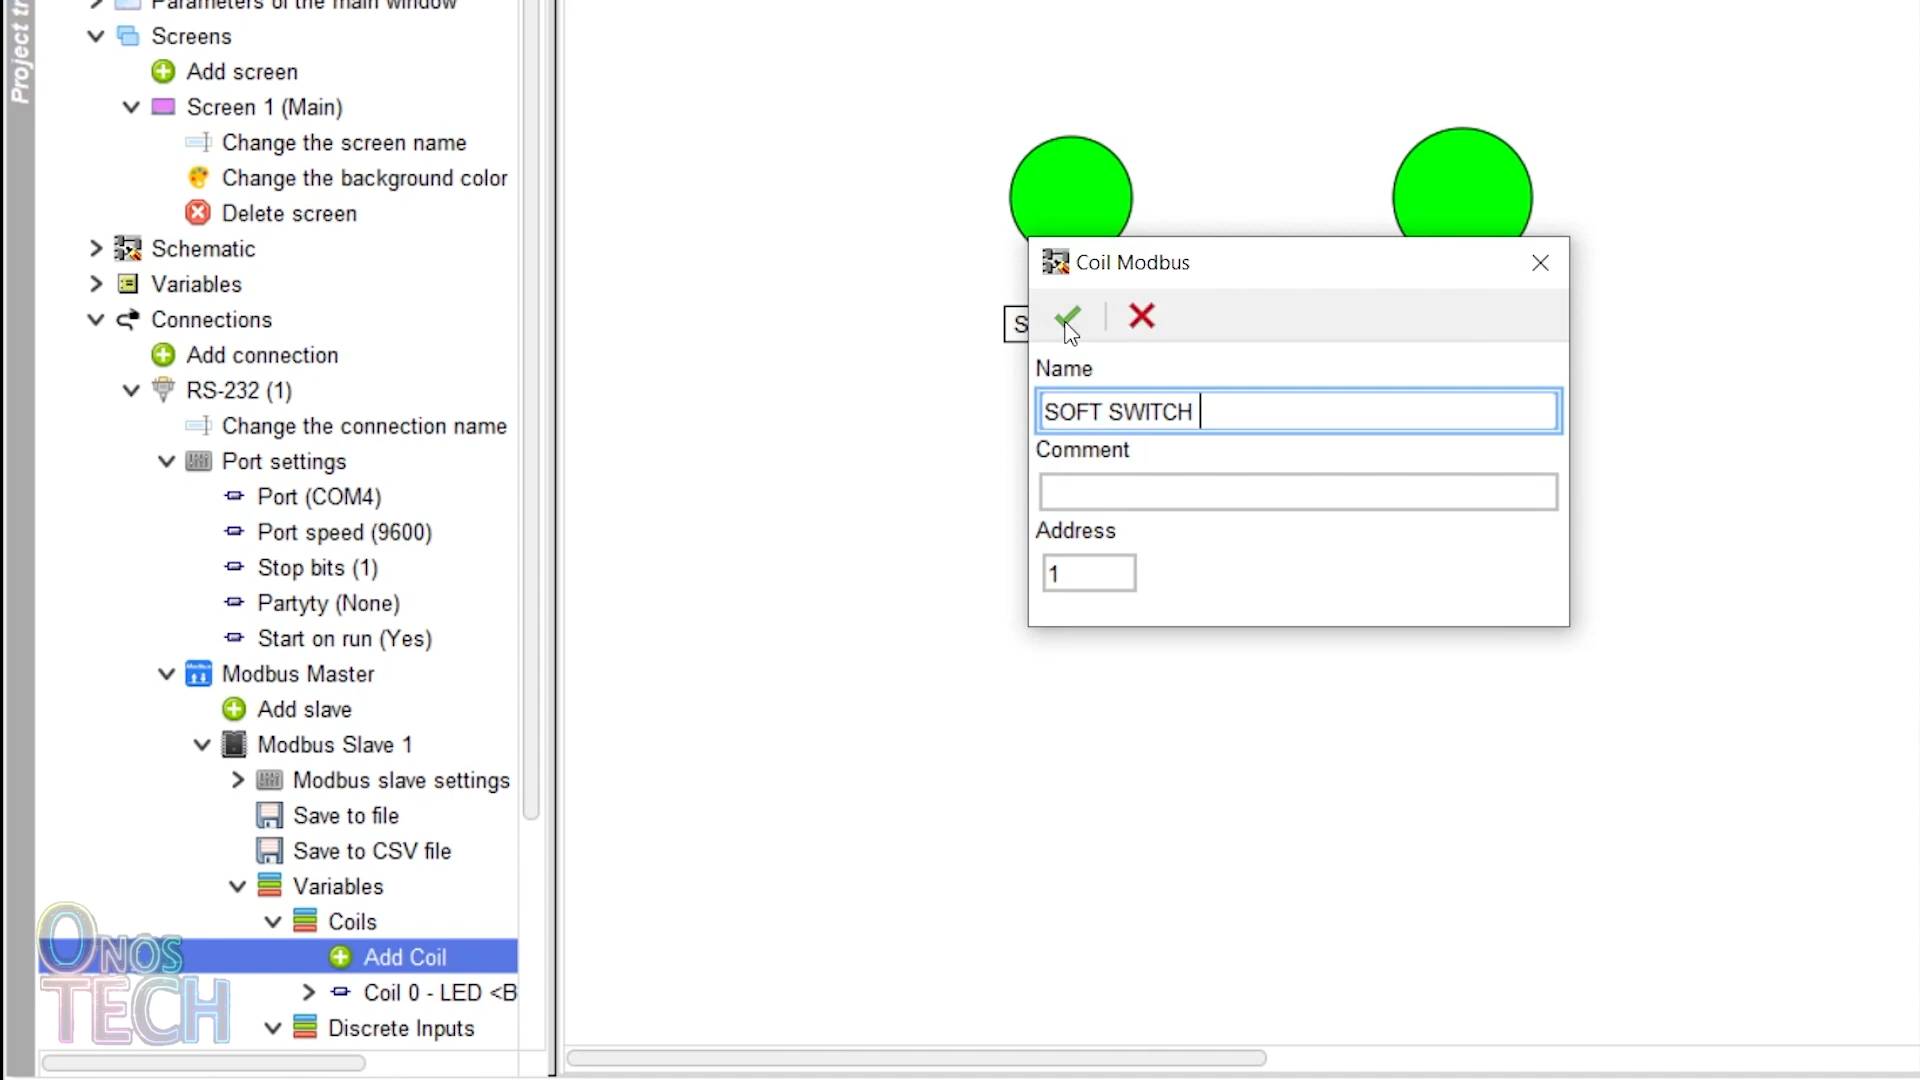 Project tr
Parameters of the main window
Screens
Add screen
Screen 1 (Main)
Change the screen name
Change the background color
Delete screen
Schematic
Variables
Connections
Add connection
RS-232 (1)
Change the connection name
Port settings
Port (COM4)
Port speed (9600)
Stop bits (1)
Partyty (None)
Start on run (Yes)
Modbus Master
Add slave
Modbus Slave 1
Modbus slave settings
Save to file
Save to CSV file
Variables
Coils
Add Coil
Coil 0 - LED <B
Discrete Inputs
ONOS
TECH
S
Coil Modbus
Name
SOFT SWITCH
Comment
Address
1